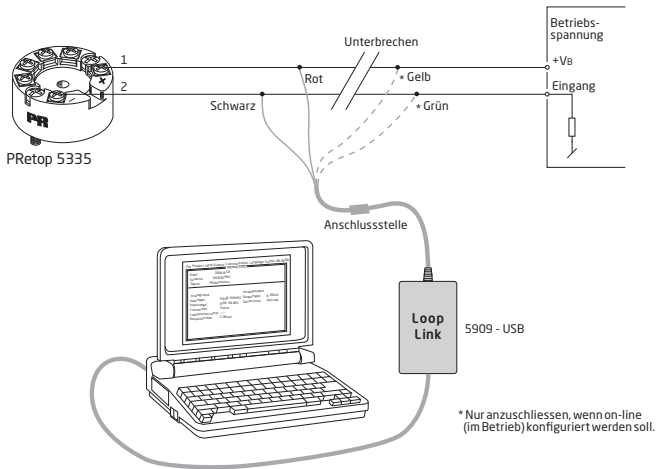 Betriebs-
spannung
Unterbrechen
1
+VB
Rot
* Gelb
2
Eingang
Schwarz
* Grün
PR
PRetop 5335
Anschlussstelle
Loop
Link
5909 - USB
* Nur anzuschliessen, wenn on-line
(im Betrieb) konfiguriert werden soll.